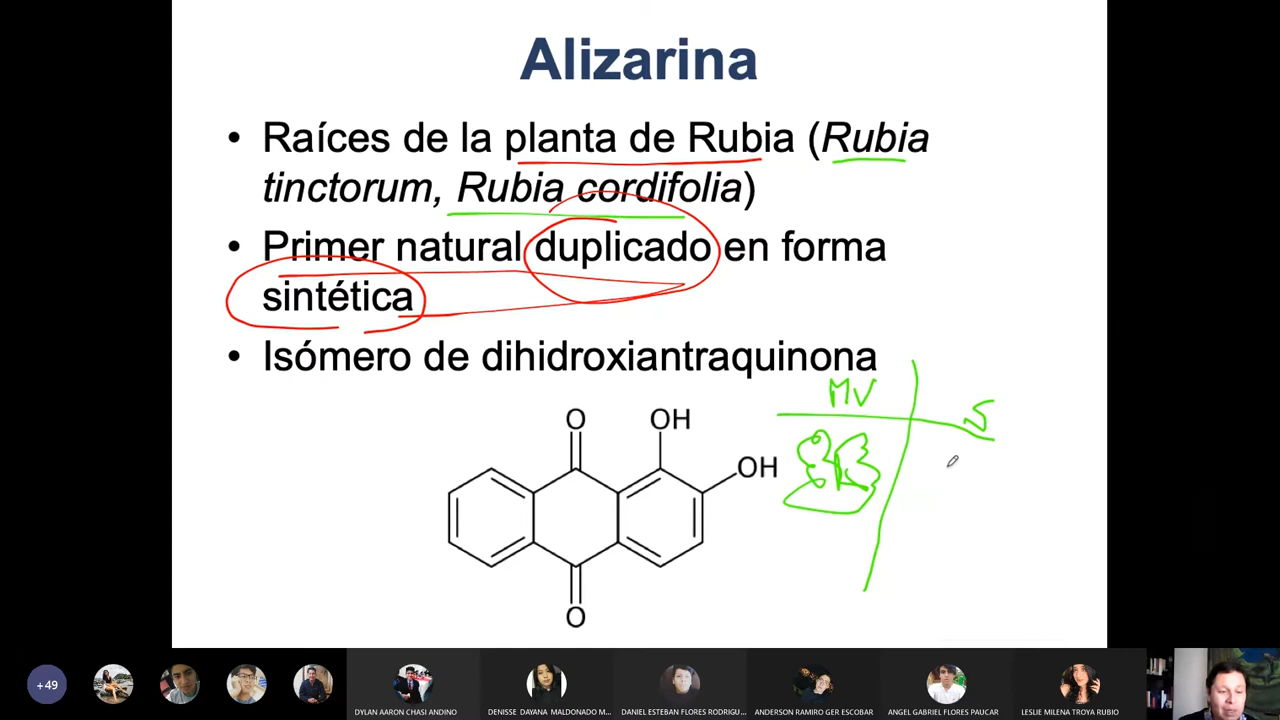 Alizarina
• Raíces de la planta de Rubia (Rubia
tinctorum, Rubia cordifolia)
• Primer natural duplicado en forma
sintética
• Isómero de dihidroxiantraquinona
MV
S
O
OH
OH
O
+49
DYLAN AARON CHASI ANDINO
DENISSE DAYANA MALDONADO M...
DANIEL ESTEBAN FLORES RODRIGU...
ANDERSON RAMIRO GER ESCOBAR
ANGEL GABRIEL FLORES PAUCAR
LESLIE MILENA TROYA RUBIO